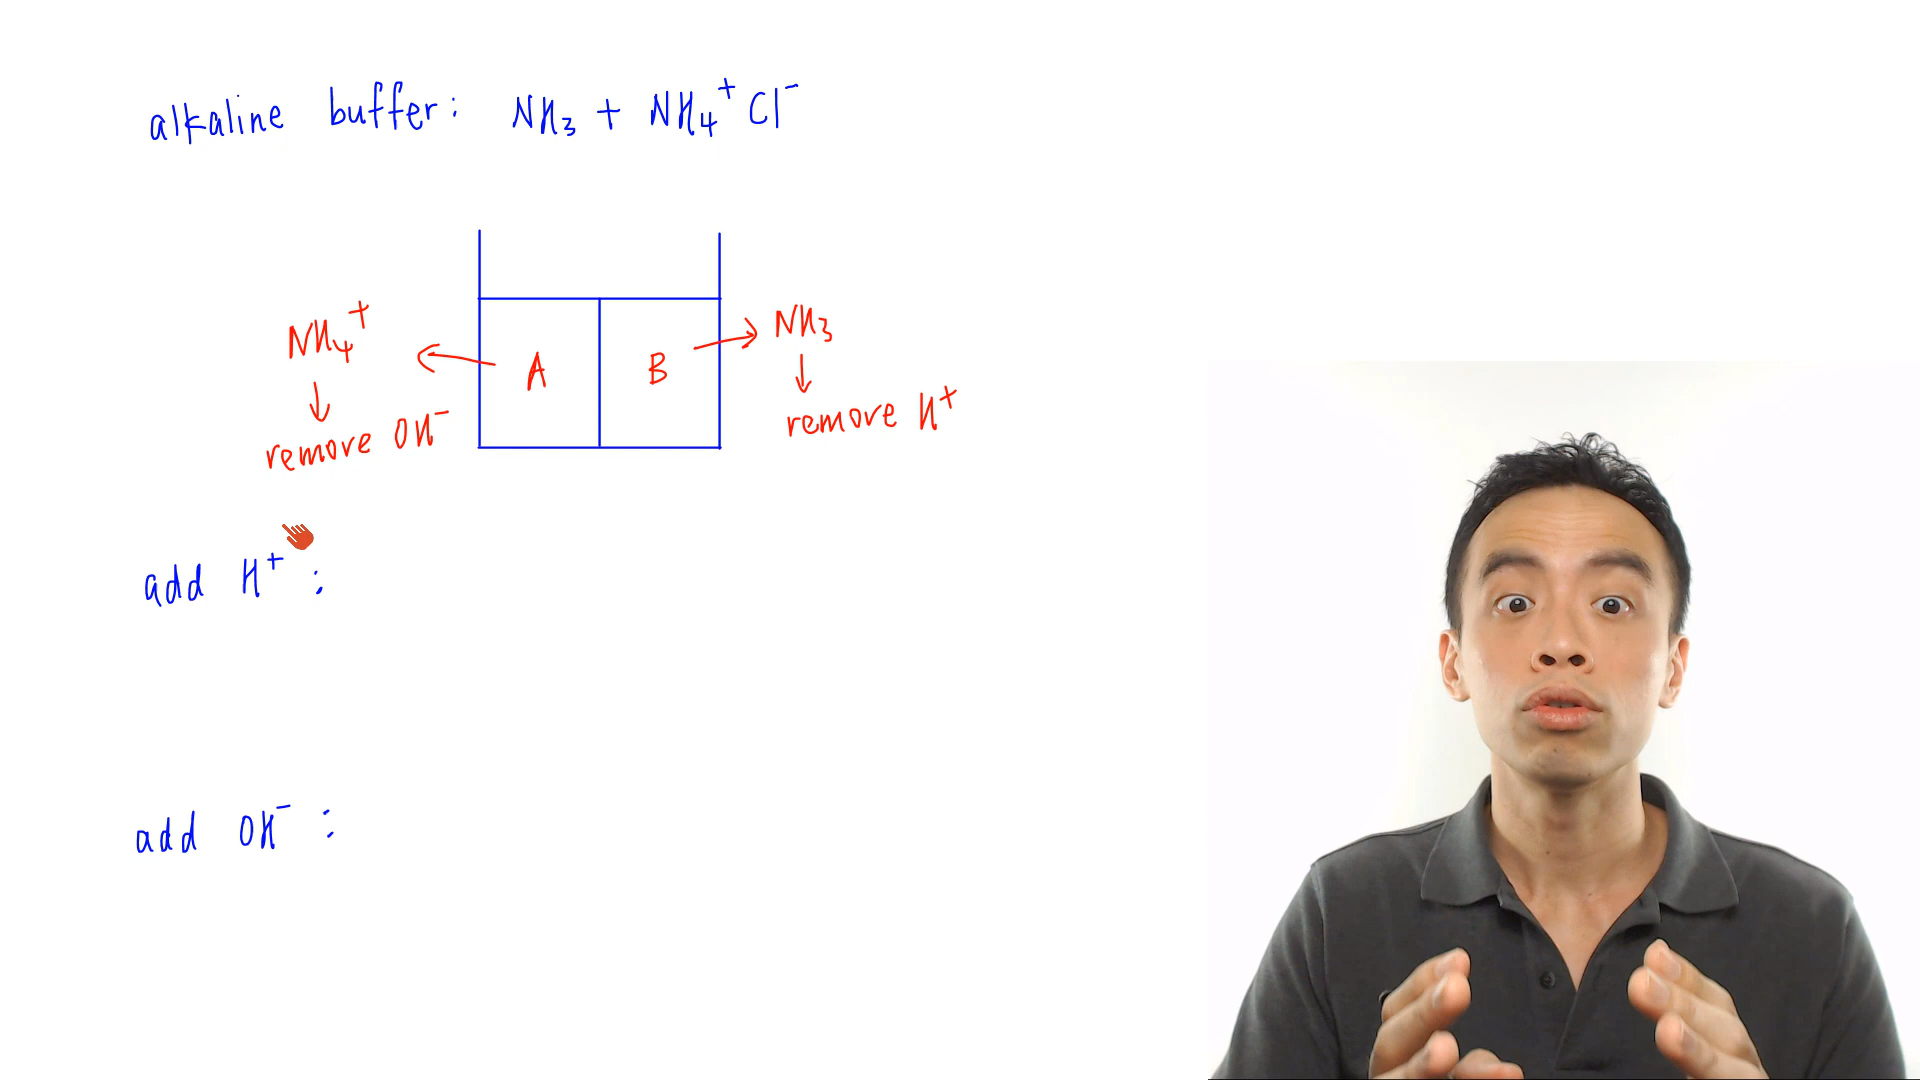 alkaline buffer: NH₃ + NH₄⁺Cl⁻
NH₄⁺ ← A B → NH₃
↓ ↓
remove OH⁻ remove H⁺
add H⁺ :
add OH⁻ :